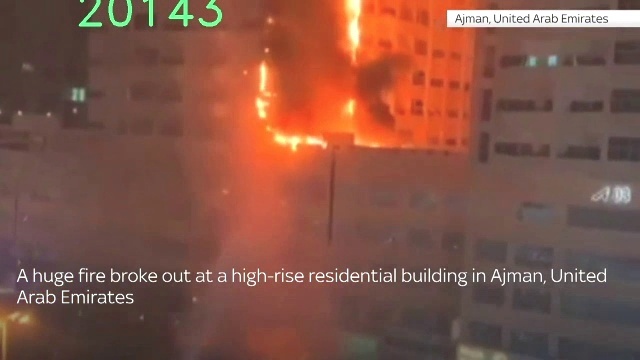 20143
Ajman, United Arab Emirates
A huge fire broke out at a high-rise residential building in Ajman, United
Arab Emirates